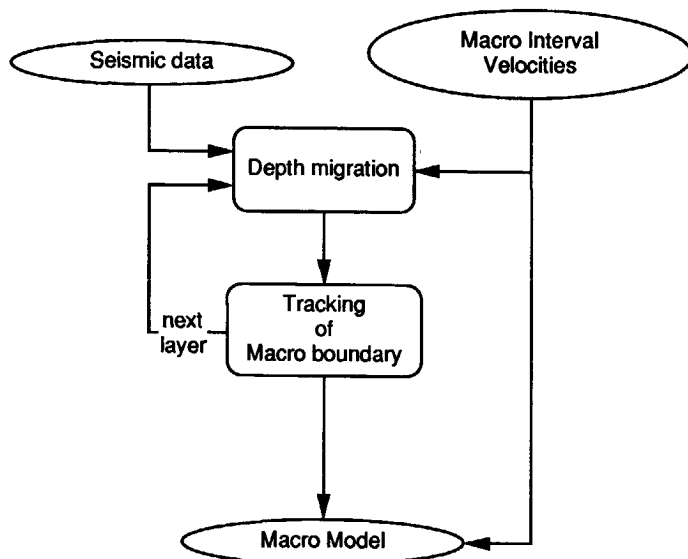 Seismic data
Macro Interval
Velocities
Depth migration
Tracking
of
Macro boundary
next
layer
Macro Model